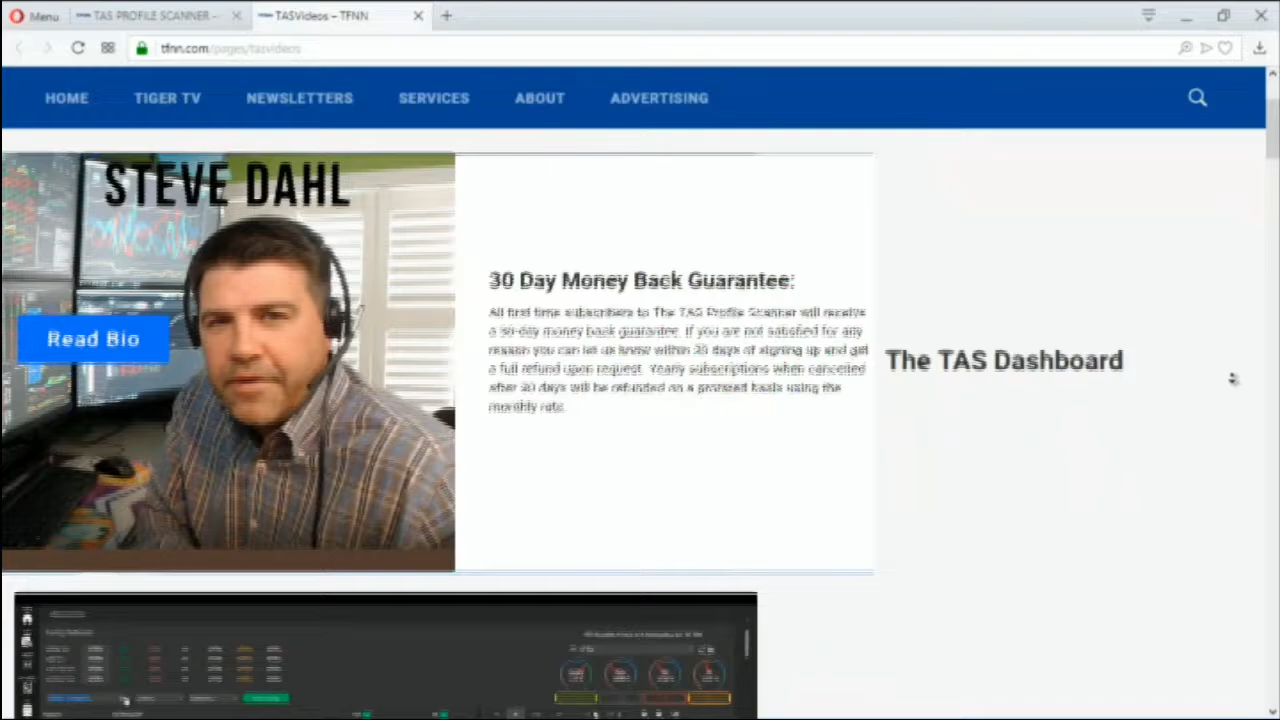 Menu
TAS PROFILE SCANNER –
TASVideos – TFNN
tfnn.com/pages/tasvideos
HOME
TIGER TV
NEWSLETTERS
SERVICES
ABOUT
ADVERTISING
STEVE DAHL
Read Bio
30 Day Money Back Guarantee:
All first time subscribers to The TAS Profile Scanner will receive
a 30-day money back guarantee. If you are not satisfied for any
reason you can let us know within 30 days of signing up and get
a full refund upon request. Yearly subscriptions when cancelled
after 30 days will be refunded on a prorated basis using the
monthly rate.
The TAS Dashboard